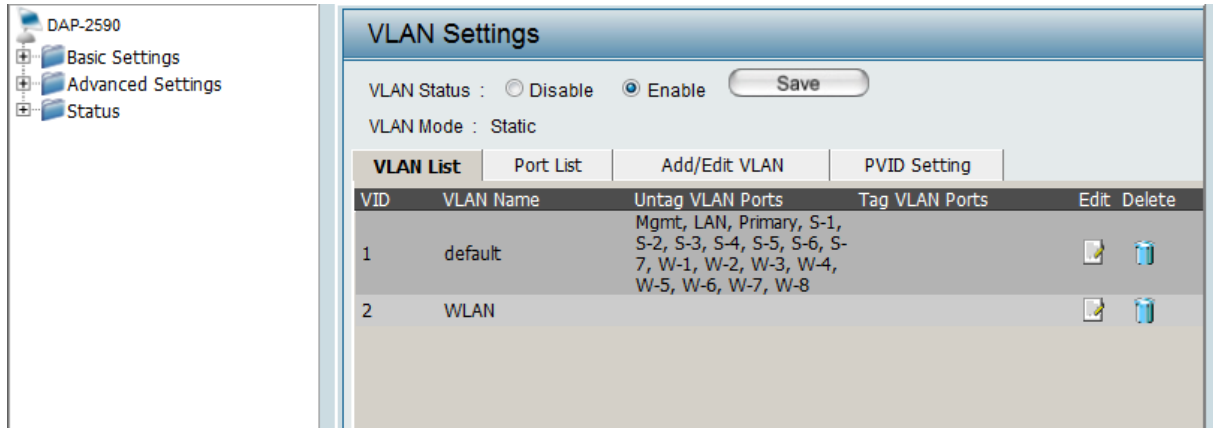 DAP-2590
Basic Settings
Advanced Settings
Status
VLAN Settings
VLAN Status : Disable Enable Save
VLAN Mode : Static
VLAN List Port List Add/Edit VLAN PVID Setting
VID VLAN Name Untag VLAN Ports Tag VLAN Ports Edit Delete
1 default Mgmt, LAN, Primary, S-1,
S-2, S-3, S-4, S-5, S-6, S-
7, W-1, W-2, W-3, W-4,
W-5, W-6, W-7, W-8
2 WLAN